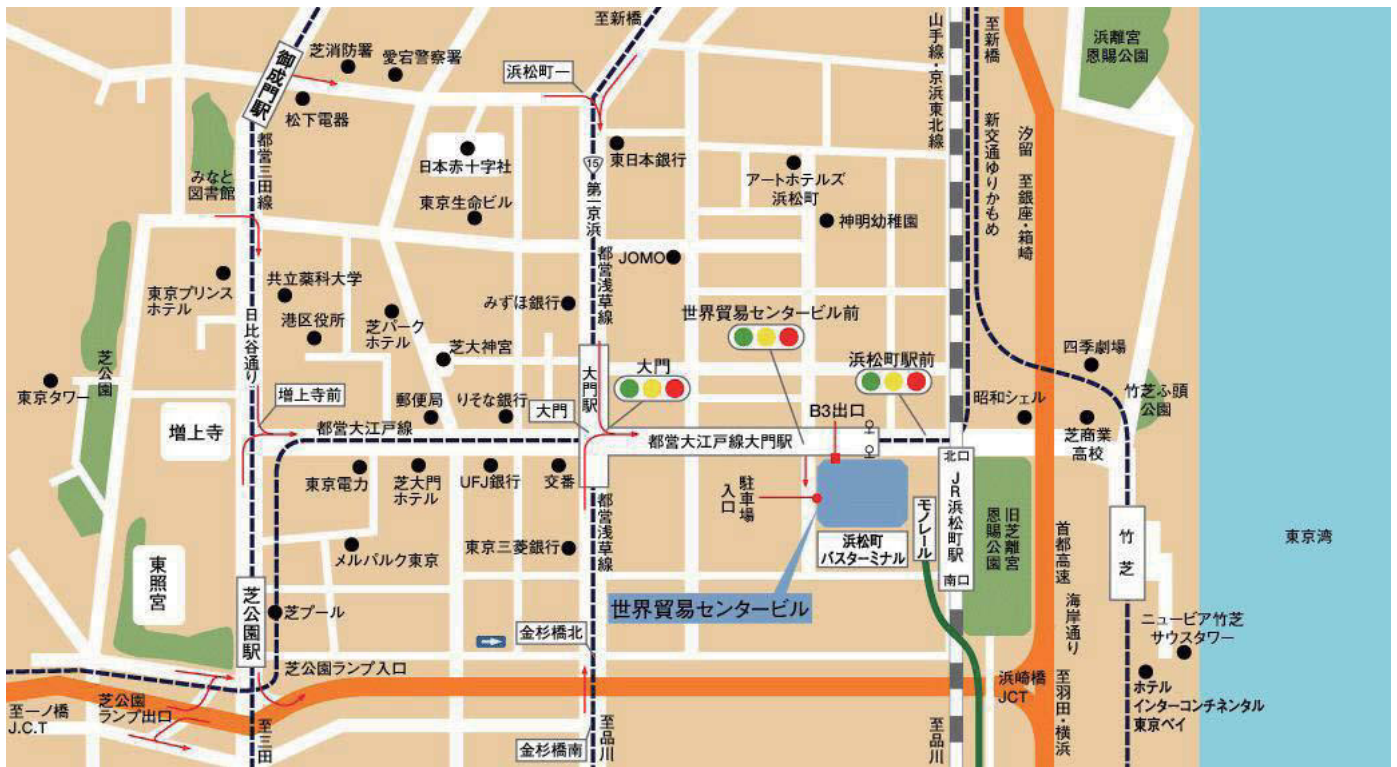 至新橋
山手線・京浜東北線
至新橋
浜離宮
恩賜公園
御成門駅
芝消防署
愛宕警察署
浜松町一
松下電器
都営三田線
日本赤十字社
15
東日本銀行
新交通ゆりかもめ
汐留 至銀座・箱崎
アートホテルズ
浜松町
みなと
図書館
東京生命ビル
第一京浜
神明幼稚園
都営浅草線
JOMO
東京プリンス
ホテル
共立薬科大学
港区役所
日比谷通り
芝パーク
ホテル
みずほ銀行
世界貿易センタービル前
芝大神宮
大門駅
大門
浜松町駅前
四季劇場
芝公園
東京タワー
増上寺前
郵便局
りそな銀行
大門
B3出口
昭和シェル
竹芝ふ頭
公園
増上寺
都営大江戸線
都営大江戸線大門駅
芝商業
高校
東京電力
芝大門
ホテル
UFJ銀行
交番
都営浅草線
駐車場
入口
北口
JR浜松町駅
南口
モノレール
旧芝離宮
恩賜公園
首都高速
海岸通り
竹芝
東京湾
浜松町
バスターミナル
東照宮
メルパルク東京
東京三菱銀行
世界貿易センタービル
芝公園駅
芝プール
金杉橋北
ニューピア竹芝
サウスタワー
芝公園ランプ入口
芝公園
ランプ出口
至一ノ橋
J.C.T
至三田
金杉橋南
至品川
至品川
浜崎橋
JCT
至羽田・横浜
ホテル
インターコンチネンタル
東京ベイ